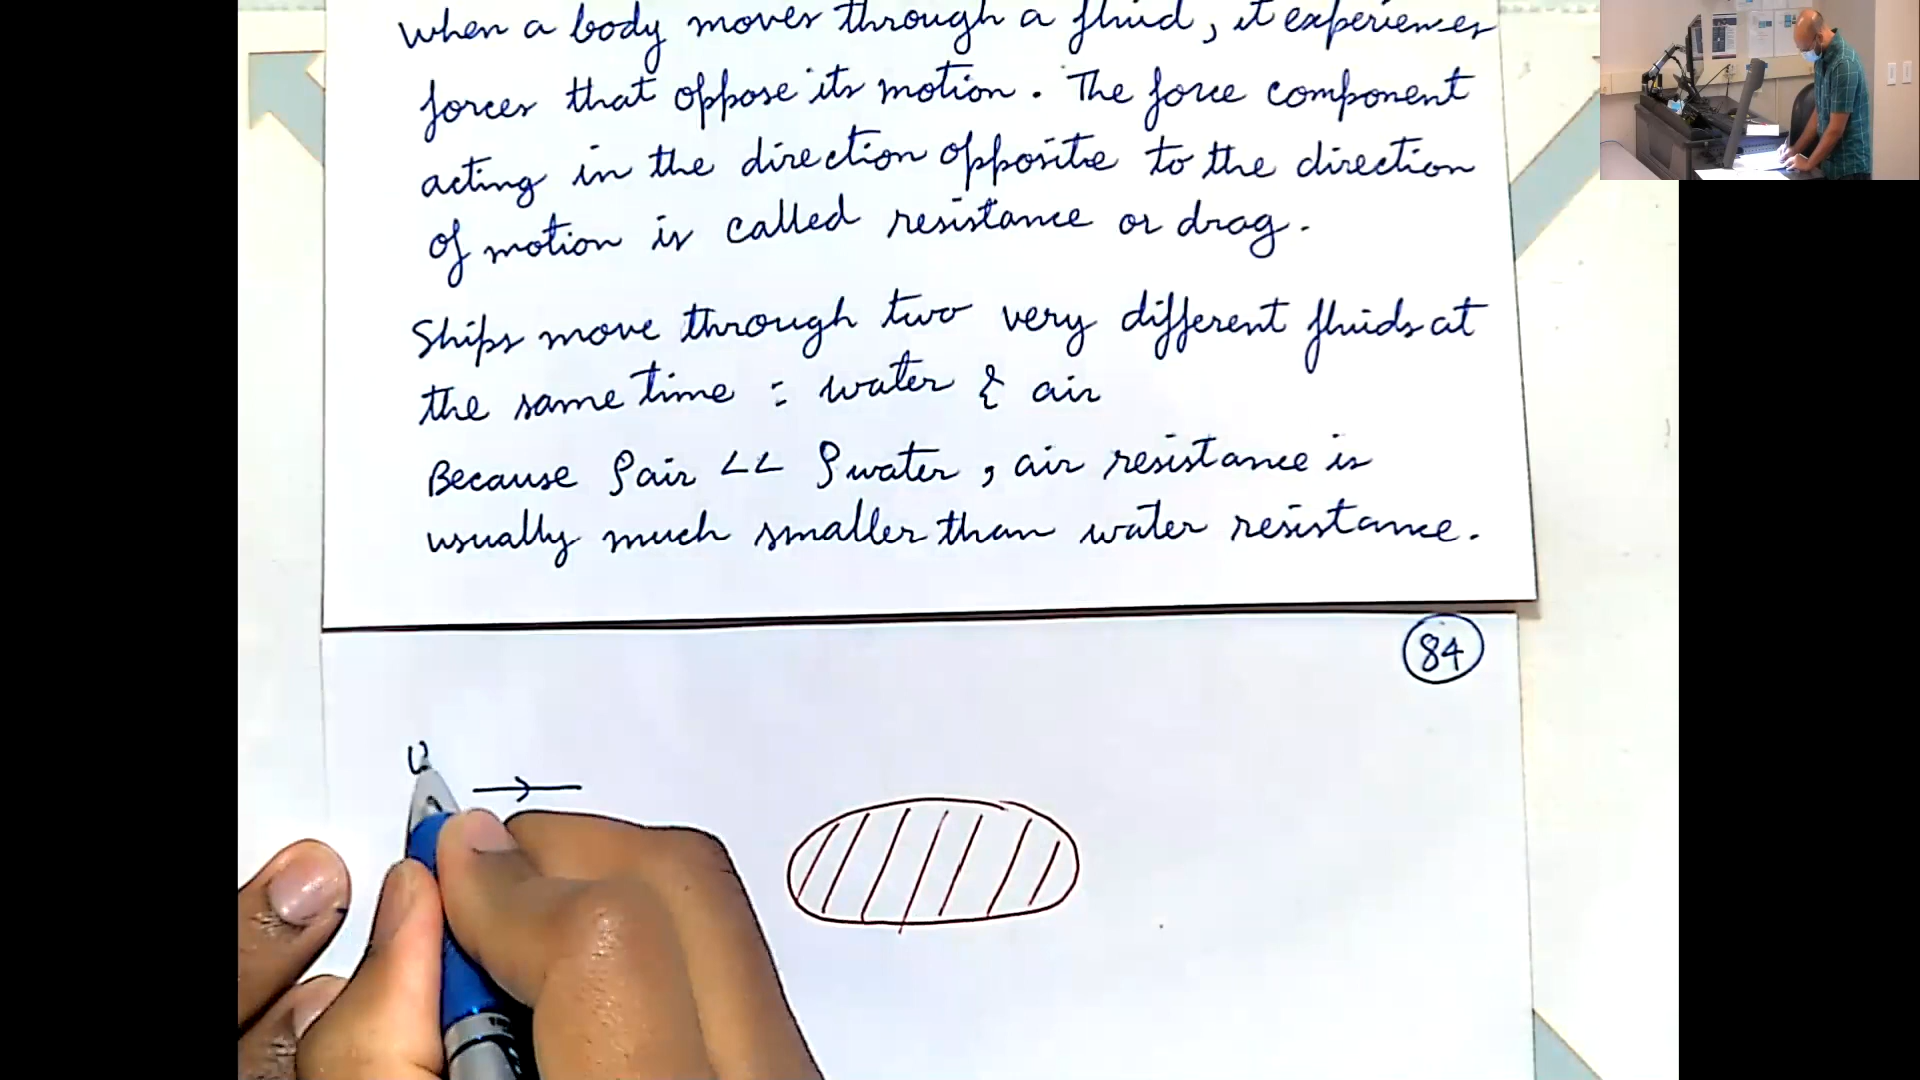 When a body moves through a fluid, it experiences
forces that oppose its motion. The force component
acting in the direction opposite to the direction
of motion is called resistance or drag.
Ships move through two very different fluids at
the same time : water & air
Because ρair << ρwater, air resistance is
usually much smaller than water resistance.
84
U